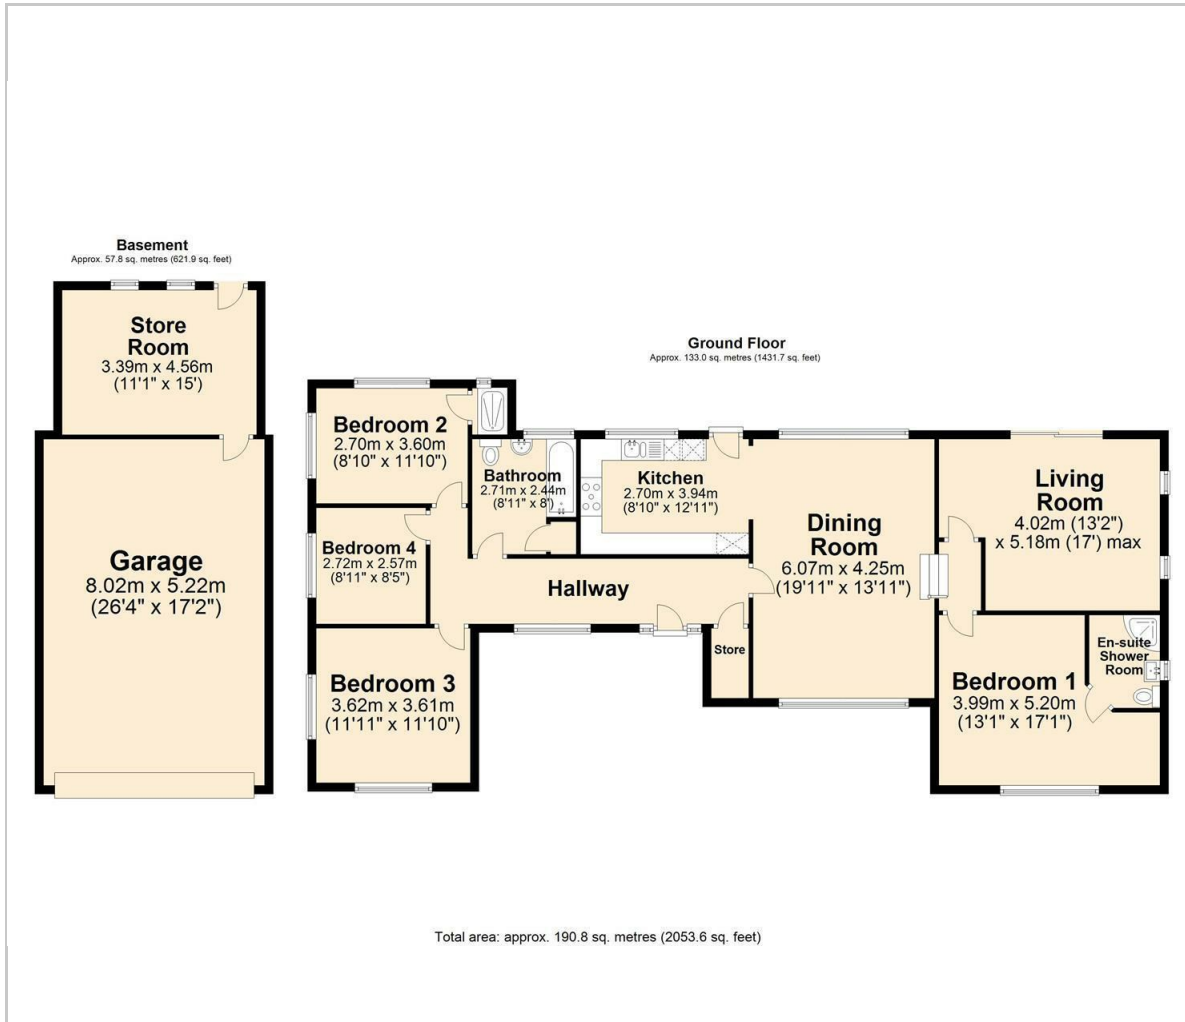 Basement
Approx. 57.8 sq. metres (621.9 sq. feet)
Store
Room
3.39m x 4.56m
(11'1" x 15')
Garage
8.02m x 5.22m
(26'4" x 17'2")
Ground Floor
Approx. 133.0 sq. metres (1431.7 sq. feet)
Bedroom 2
2.70m x 3.60m
(8'10" x 11'10")
Bathroom
2.71m x 2.44m
(8'11" x 8')
Kitchen
2.70m x 3.94m
(8'10" x 12'11")
Dining
Room
6.07m x 4.25m
(19'11" x 13'11")
Living
Room
4.02m (13'2")
x 5.18m (17') max
Bedroom 4
2.72m x 2.57m
(8'11" x 8'5")
Hallway
Store
En-suite
Shower
Room
Bedroom 3
3.62m x 3.61m
(11'11" x 11'10")
Bedroom 1
3.99m x 5.20m
(13'1" x 17'1")
Total area: approx. 190.8 sq. metres (2053.6 sq. feet)